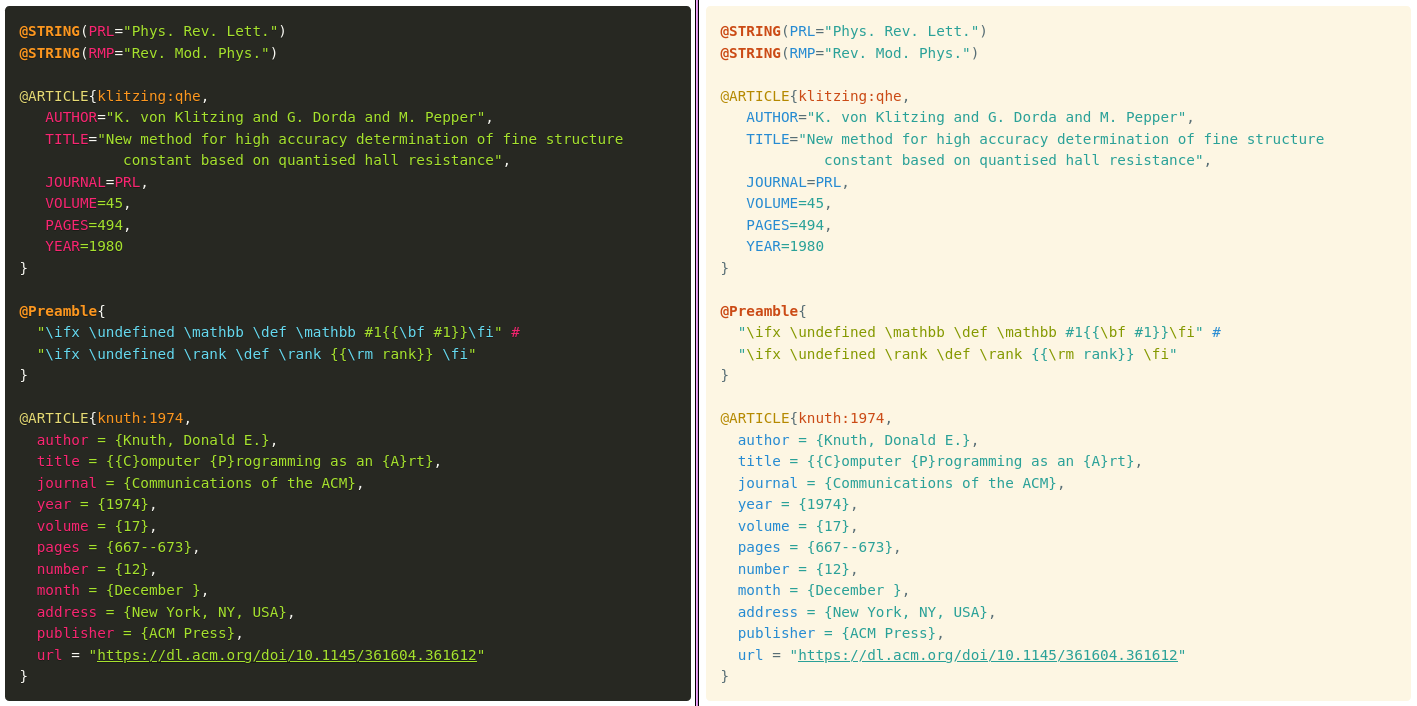 @STRING(PRL="Phys. Rev. Lett.")
@STRING(RMP="Rev. Mod. Phys.")

@ARTICLE{klitzing:qhe,
   AUTHOR="K. von Klitzing and G. Dorda and M. Pepper",
   TITLE="New method for high accuracy determination of fine structure
            constant based on quantised hall resistance",
   JOURNAL=PRL,
   VOLUME=45,
   PAGES=494,
   YEAR=1980
}

@Preamble{
  "\ifx \undefined \mathbb \def \mathbb #1{{\bf #1}}\fi" #
  "\ifx \undefined \rank \def \rank {{\rm rank}} \fi"
}

@ARTICLE{knuth:1974,
  author = {Knuth, Donald E.},
  title = {{C}omputer {P}rogramming as an {A}rt},
  journal = {Communications of the ACM},
  year = {1974},
  volume = {17},
  pages = {667--673},
  number = {12},
  month = {December },
  address = {New York, NY, USA},
  publisher = {ACM Press},
  url = "https://dl.acm.org/doi/10.1145/361604.361612"
}

@STRING(PRL="Phys. Rev. Lett.")
@STRING(RMP="Rev. Mod. Phys.")

@ARTICLE{klitzing:qhe,
   AUTHOR="K. von Klitzing and G. Dorda and M. Pepper",
   TITLE="New method for high accuracy determination of fine structure
            constant based on quantised hall resistance",
   JOURNAL=PRL,
   VOLUME=45,
   PAGES=494,
   YEAR=1980
}

@Preamble{
  "\ifx \undefined \mathbb \def \mathbb #1{{\bf #1}}\fi" #
  "\ifx \undefined \rank \def \rank {{\rm rank}} \fi"
}

@ARTICLE{knuth:1974,
  author = {Knuth, Donald E.},
  title = {{C}omputer {P}rogramming as an {A}rt},
  journal = {Communications of the ACM},
  year = {1974},
  volume = {17},
  pages = {667--673},
  number = {12},
  month = {December },
  address = {New York, NY, USA},
  publisher = {ACM Press},
  url = "https://dl.acm.org/doi/10.1145/361604.361612"
}